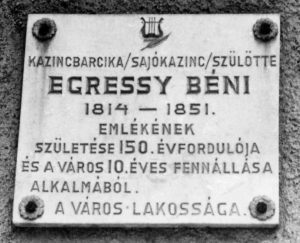 KAZINCBARCIKA/SAJÓKAZINC/SZÜLÖTTE
EGRESSY BÉNI
1814 — 1851.
EMLÉKÉNEK
SZÜLETÉSE 150. ÉVFORDULÓJA
ÉS A VÁROS 10. ÉVES FENNÁLLÁSA
ALKALMÁBÓL.
A VÁROS LAKOSSÁGA.